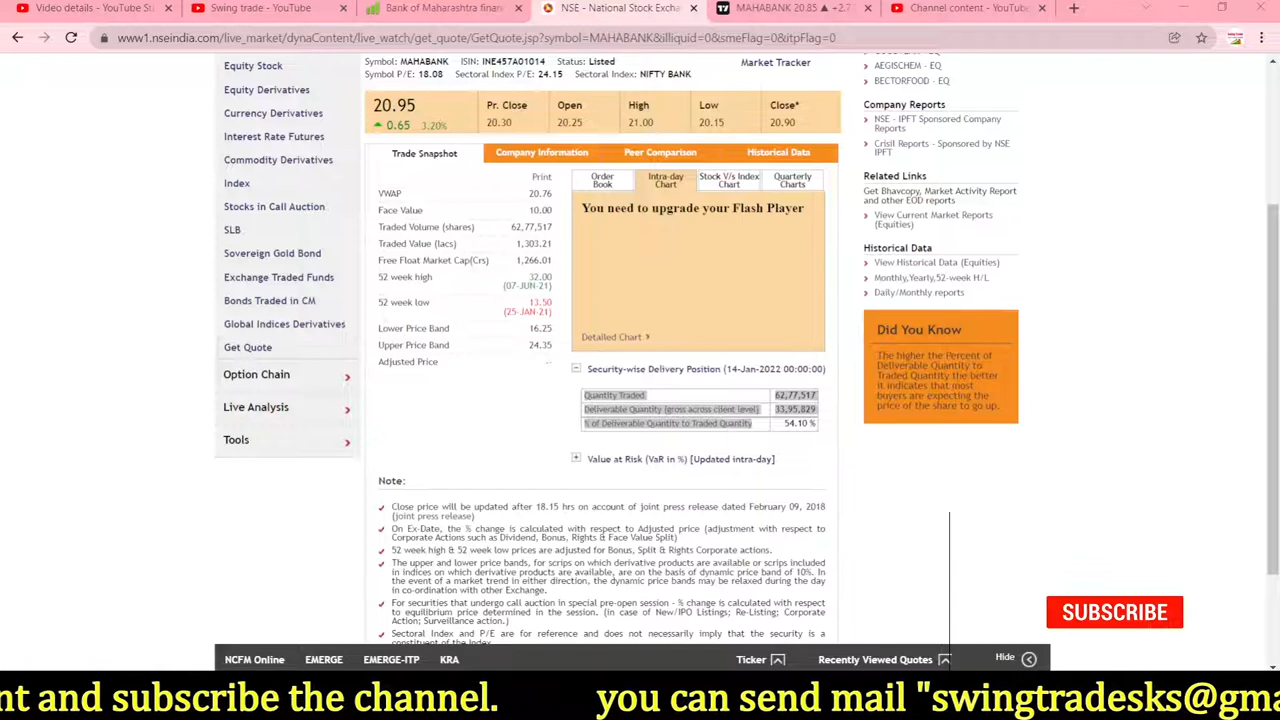 Video details - YouTube St
Swing trade - YouTube
Bank of Maharashtra finan
NSE - National Stock Excha
MAHABANK 20.85 ▲ +2.7
Channel content - YouTube
www1.nseindia.com/live_market/dynaContent/live_watch/get_quote/GetQuote.jsp?symbol=MAHABANK&illiquid=0&smeFlag=0&itpFlag=0
Equity Stock
Equity Derivatives
Currency Derivatives
Interest Rate Futures
Commodity Derivatives
Index
Stocks in Call Auction
SLB
Sovereign Gold Bond
Exchange Traded Funds
Bonds Traded in CM
Global Indices Derivatives
Get Quote
Option Chain
Live Analysis
Tools
Symbol: MAHABANK ISIN: INE457A01014 Status: Listed
Symbol P/E: 18.08 Sectoral Index P/E: 24.15 Sectoral Index: NIFTY BANK
Market Tracker
20.95 Pr. Close Open High Low Close*
0.65 3.20% 20.30 20.25 21.00 20.15 20.90
Trade Snapshot Company Information Peer Comparison Historical Data
Print
VWAP 20.76
Face Value 10.00
Traded Volume (shares) 62,77,517
Traded Value (lacs) 1,303.21
Free Float Market Cap(Crs) 1,266.01
52 week high 32.00
(07-JUN-21)
52 week low 13.50
(25-JAN-21)
Lower Price Band 16.25
Upper Price Band 24.35
Adjusted Price --
Order Book
Intra-day Chart
Stock V/s Index Chart
Quarterly Charts
You need to upgrade your Flash Player
Detailed Chart
Security-wise Delivery Position (14-Jan-2022 00:00:00)
Quantity Traded 62,77,517
Deliverable Quantity (gross across client level) 33,95,829
% of Deliverable Quantity to Traded Quantity 54.10 %
Value at Risk (VaR in %) [Updated intra-day]
Note:
Close price will be updated after 18.15 hrs on account of joint press release dated February 09, 2018
(joint press release)
On Ex-Date, the % change is calculated with respect to Adjusted price (adjustment with respect to
Corporate Actions such as Dividend, Bonus, Rights & Face Value Split)
52 week high & 52 week low prices are adjusted for Bonus, Split & Rights Corporate actions.
The upper and lower price bands, for scrips on which derivative products are available or scrips included
in indices on which derivative products are available, are on the basis of dynamic price band of 10%. In
the event of a market trend in either direction, the dynamic price bands may be relaxed during the day
in co-ordination with other Exchange.
For securities that undergo call auction in special pre-open session - % change is calculated with respect
to equilibrium price determined in the session. (in case of New/IPO Listings; Re-Listing; Corporate
Action; Surveillance action.)
Sectoral Index and P/E are for reference and does not necessarily imply that the security is a
constituent of the index
AEGISCHEM - EQ
BECTORFOOD - EQ
Company Reports
NSE - IPFT Sponsored Company
Reports
Crisil Reports - Sponsored by NSE
IPFT
Related Links
Get Bhavcopy, Market Activity Report
and other EOD reports
View Current Market Reports
(Equities)
Historical Data
View Historical Data (Equities)
Monthly,Yearly,52-week H/L
Daily/Monthly reports
Did You Know
The higher the Percent of
Deliverable Quantity to
Traded Quantity the better
it indicates that most
buyers are expecting the
price of the share to go up.
SUBSCRIBE
NCFM Online EMERGE EMERGE-ITP KRA Ticker Recently Viewed Quotes Hide
nt and subscribe the channel. you can send mail "swingtradesks@gma